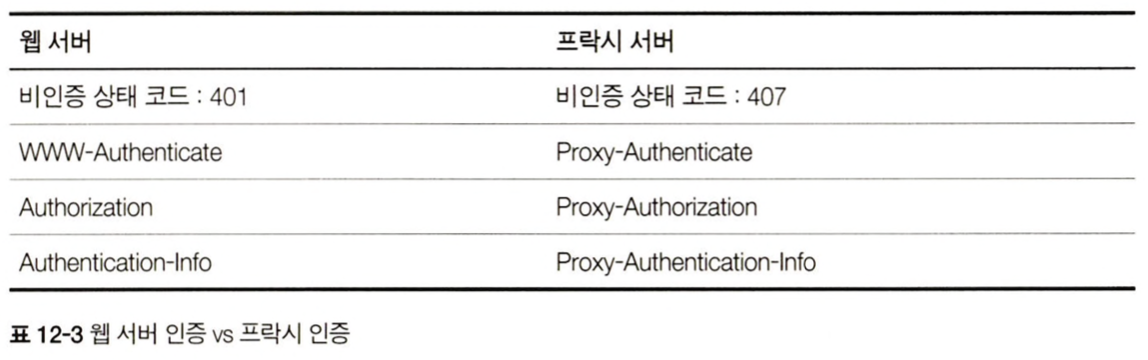 웹 서버 프락시 서버
비인증 상태 코드 : 401 비인증 상태 코드 : 407
WWW-Authenticate Proxy-Authenticate
Authorization Proxy-Authorization
Authentication-Info Proxy-Authentication-Info
표 12-3 웹 서버 인증 vs 프락시 인증